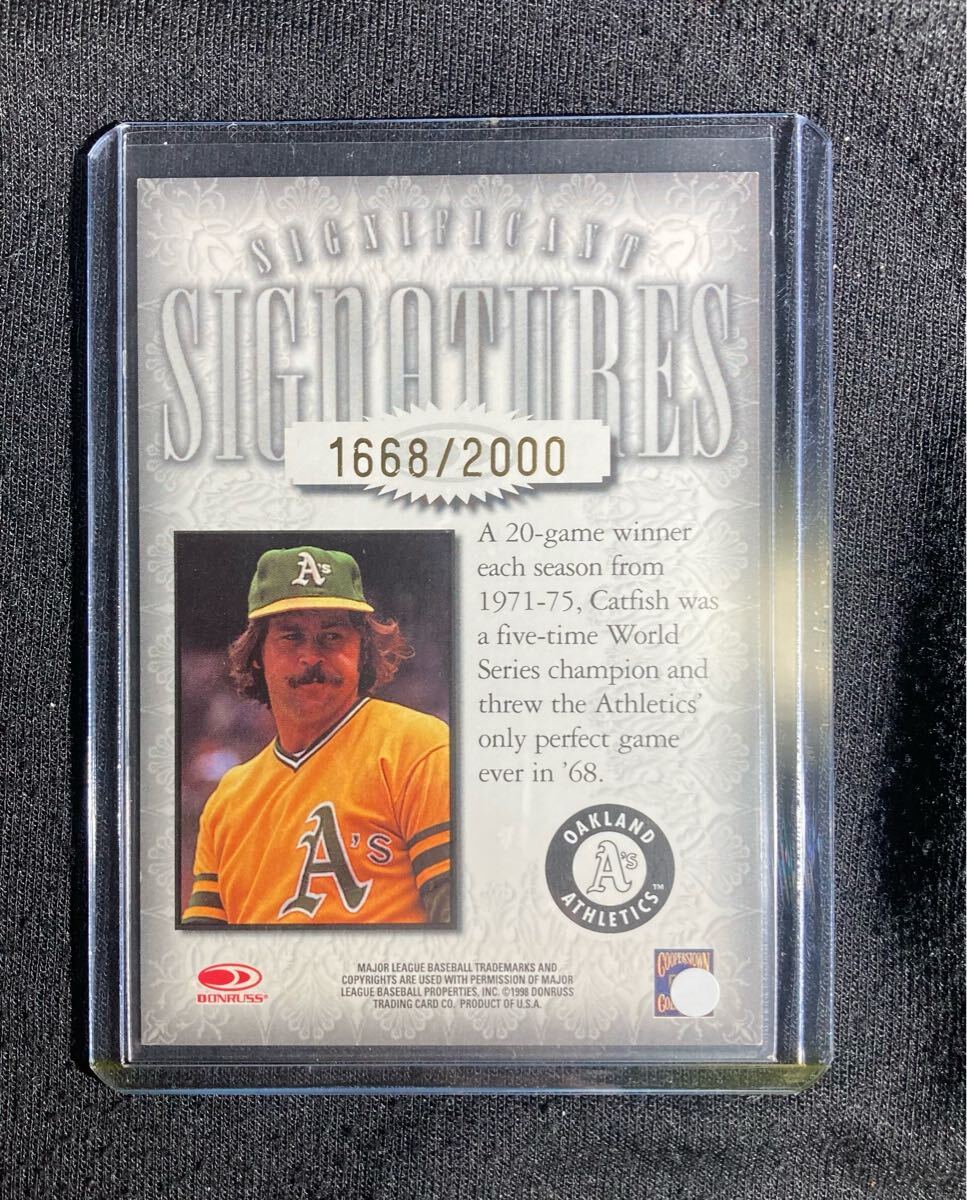 SIGNIFICANT
SIGNATURES
1668/2000
A 20-game winner
each season from
1971-75, Catfish was
a five-time World
Series champion and
threw the Athletics'
only perfect game
ever in '68.
A's
A's
OAKLAND
A's
ATHLETICS™
DONRUSS®
MAJOR LEAGUE BASEBALL TRADEMARKS AND
COPYRIGHTS ARE USED WITH PERMISSION OF MAJOR
LEAGUE BASEBALL PROPERTIES, INC. ©1998 DONRUSS
TRADING CARD CO. PRODUCT OF U.S.A.
COOPERSTOWN